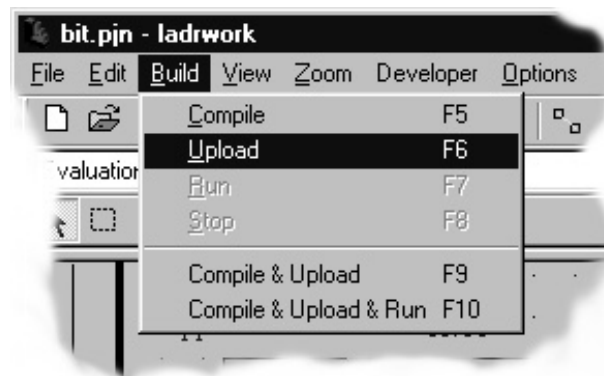 bit.pjn - ladrwork
File Edit Build View Zoom Developer Options
Compile F5
Upload F6
Run F7
Stop F8
Compile & Upload F9
Compile & Upload & Run F10